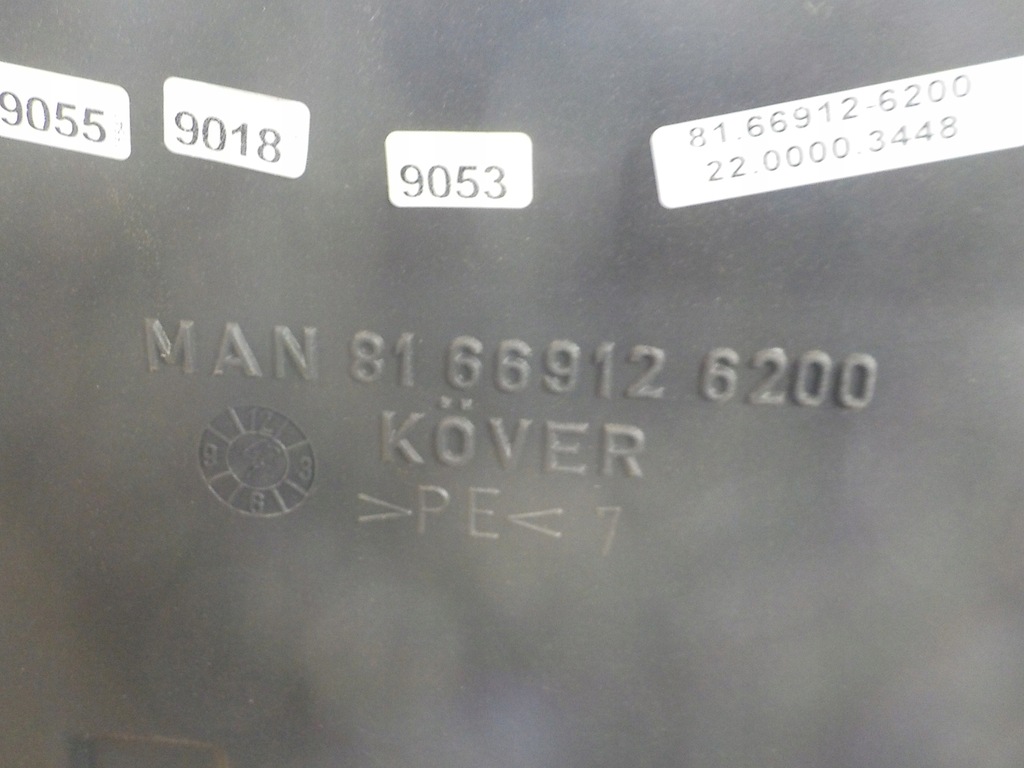 9055
9018
9053
81.66912-6200
22.0000.3448
MAN 81 66912 6200
KÖVER
>PE< 7